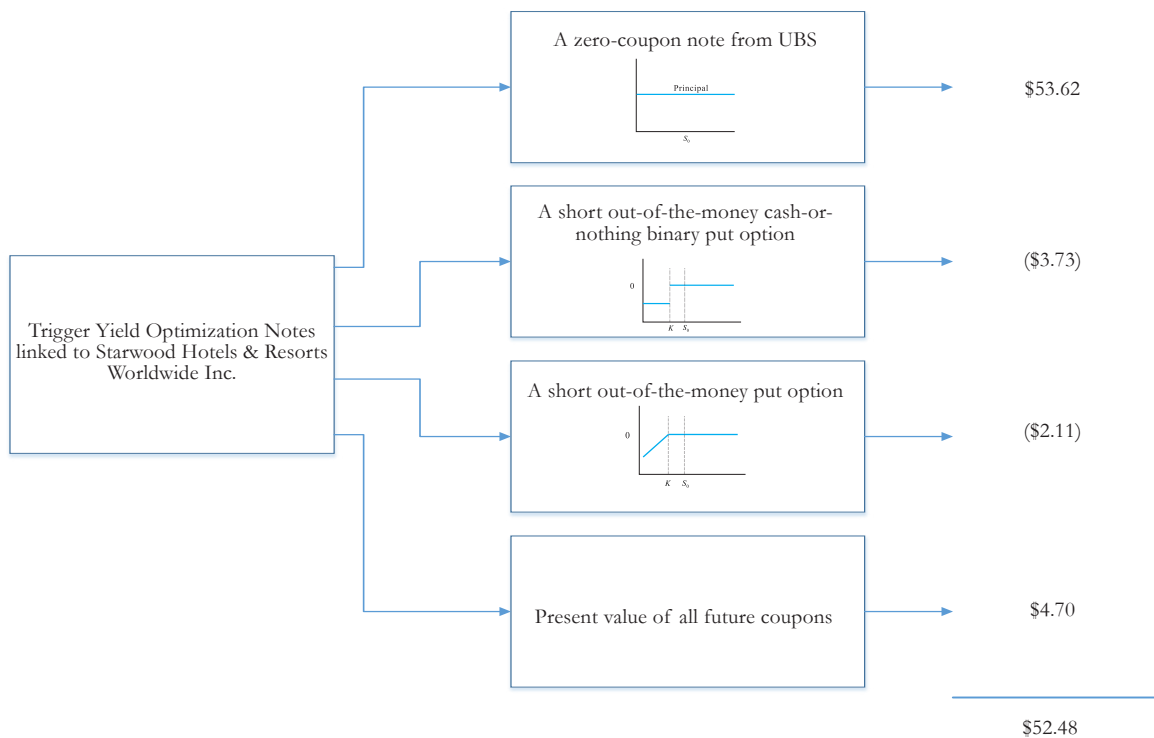 A zero-coupon note from UBS
Principal
S0
$53.62
A short out-of-the-money cash-or-
nothing binary put option
0
K
S0
($3.73)
Trigger Yield Optimization Notes
linked to Starwood Hotels & Resorts
Worldwide Inc.
A short out-of-the-money put option
0
K
S0
($2.11)
Present value of all future coupons
$4.70
$52.48